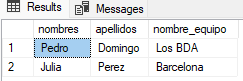 Results Messages
nombres apellidos nombre_equipo
1 Pedro Domingo Los BDA
2 Julia Perez Barcelona